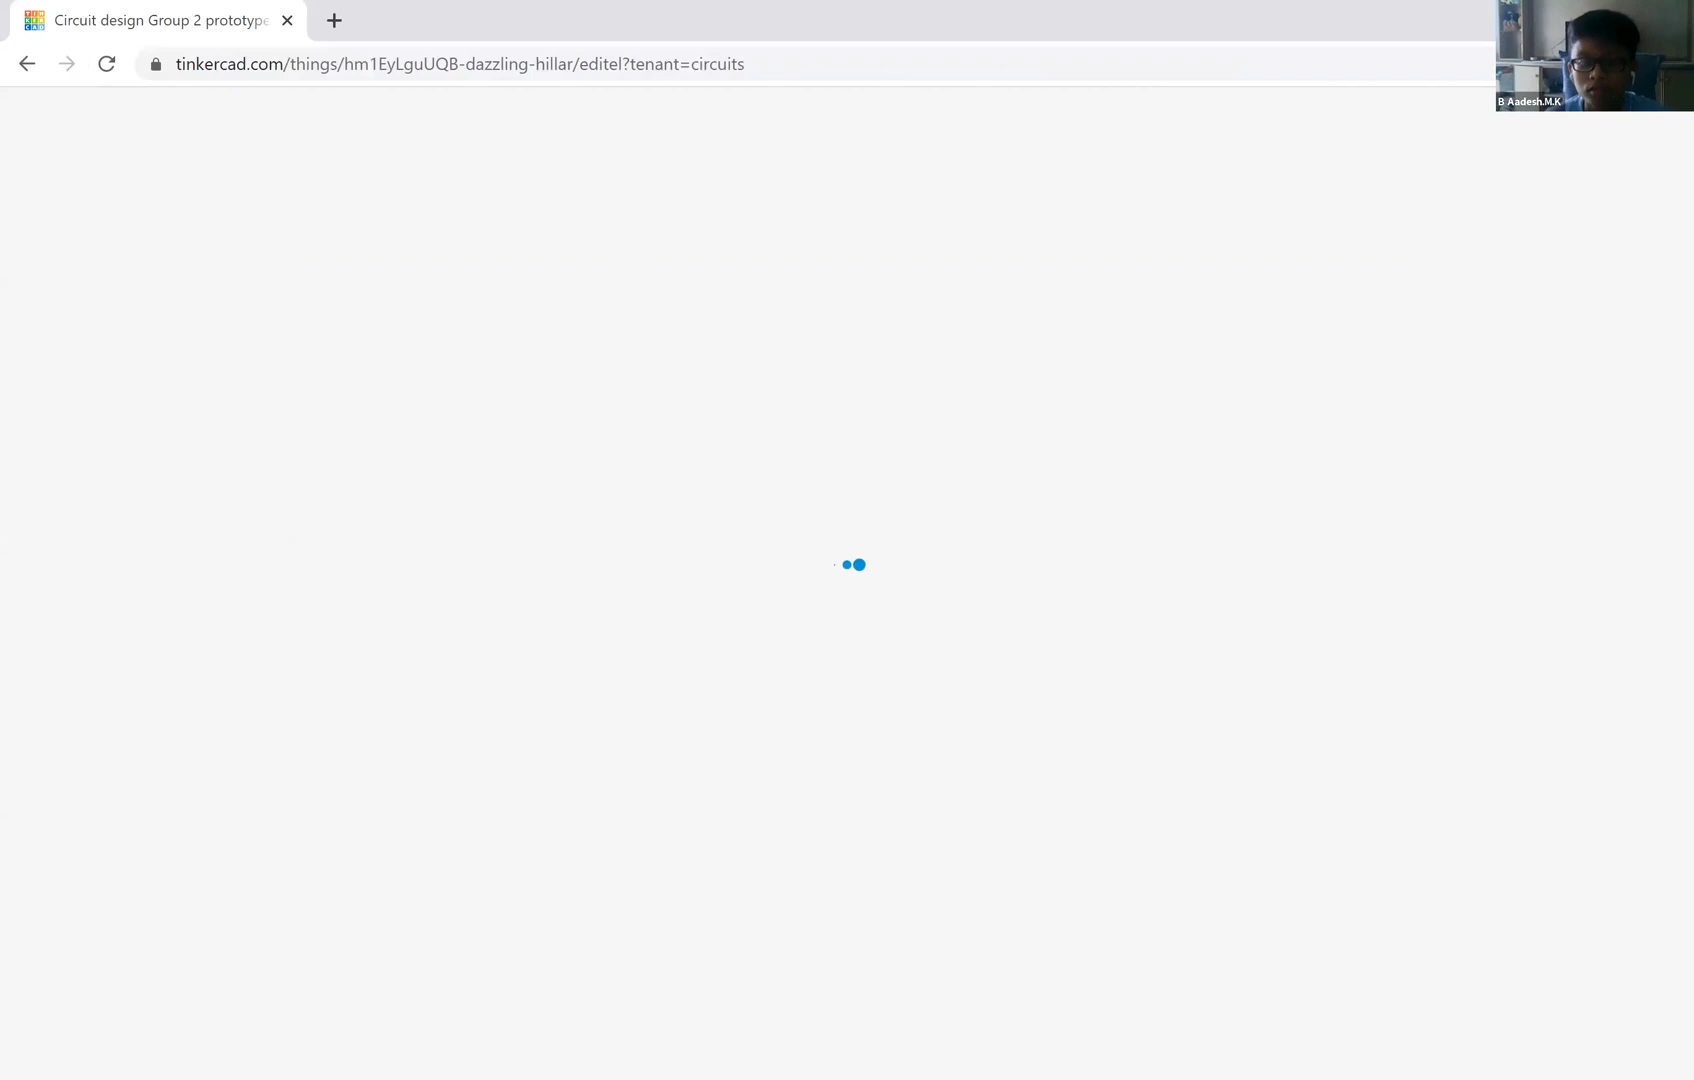 Circuit design Group 2 prototype
tinkercad.com/things/hm1EyLguUQB-dazzling-hillar/editel?tenant=circuits
B Aadesh.M.K